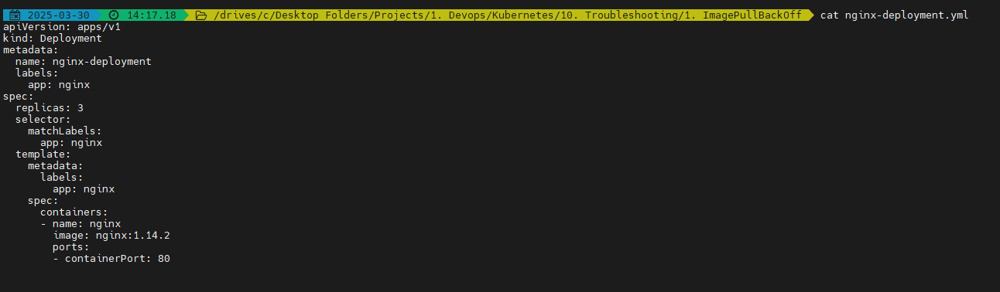 2025-03-30 14:17.18 /drives/c/Desktop Folders/Projects/1. Devops/Kubernetes/10. Troubleshooting/1. ImagePullBackOff cat nginx-deployment.yml
apiVersion: apps/v1
kind: Deployment
metadata:
  name: nginx-deployment
  labels:
    app: nginx
spec:
  replicas: 3
  selector:
    matchLabels:
      app: nginx
  template:
    metadata:
      labels:
        app: nginx
    spec:
      containers:
      - name: nginx
        image: nginx:1.14.2
        ports:
        - containerPort: 80